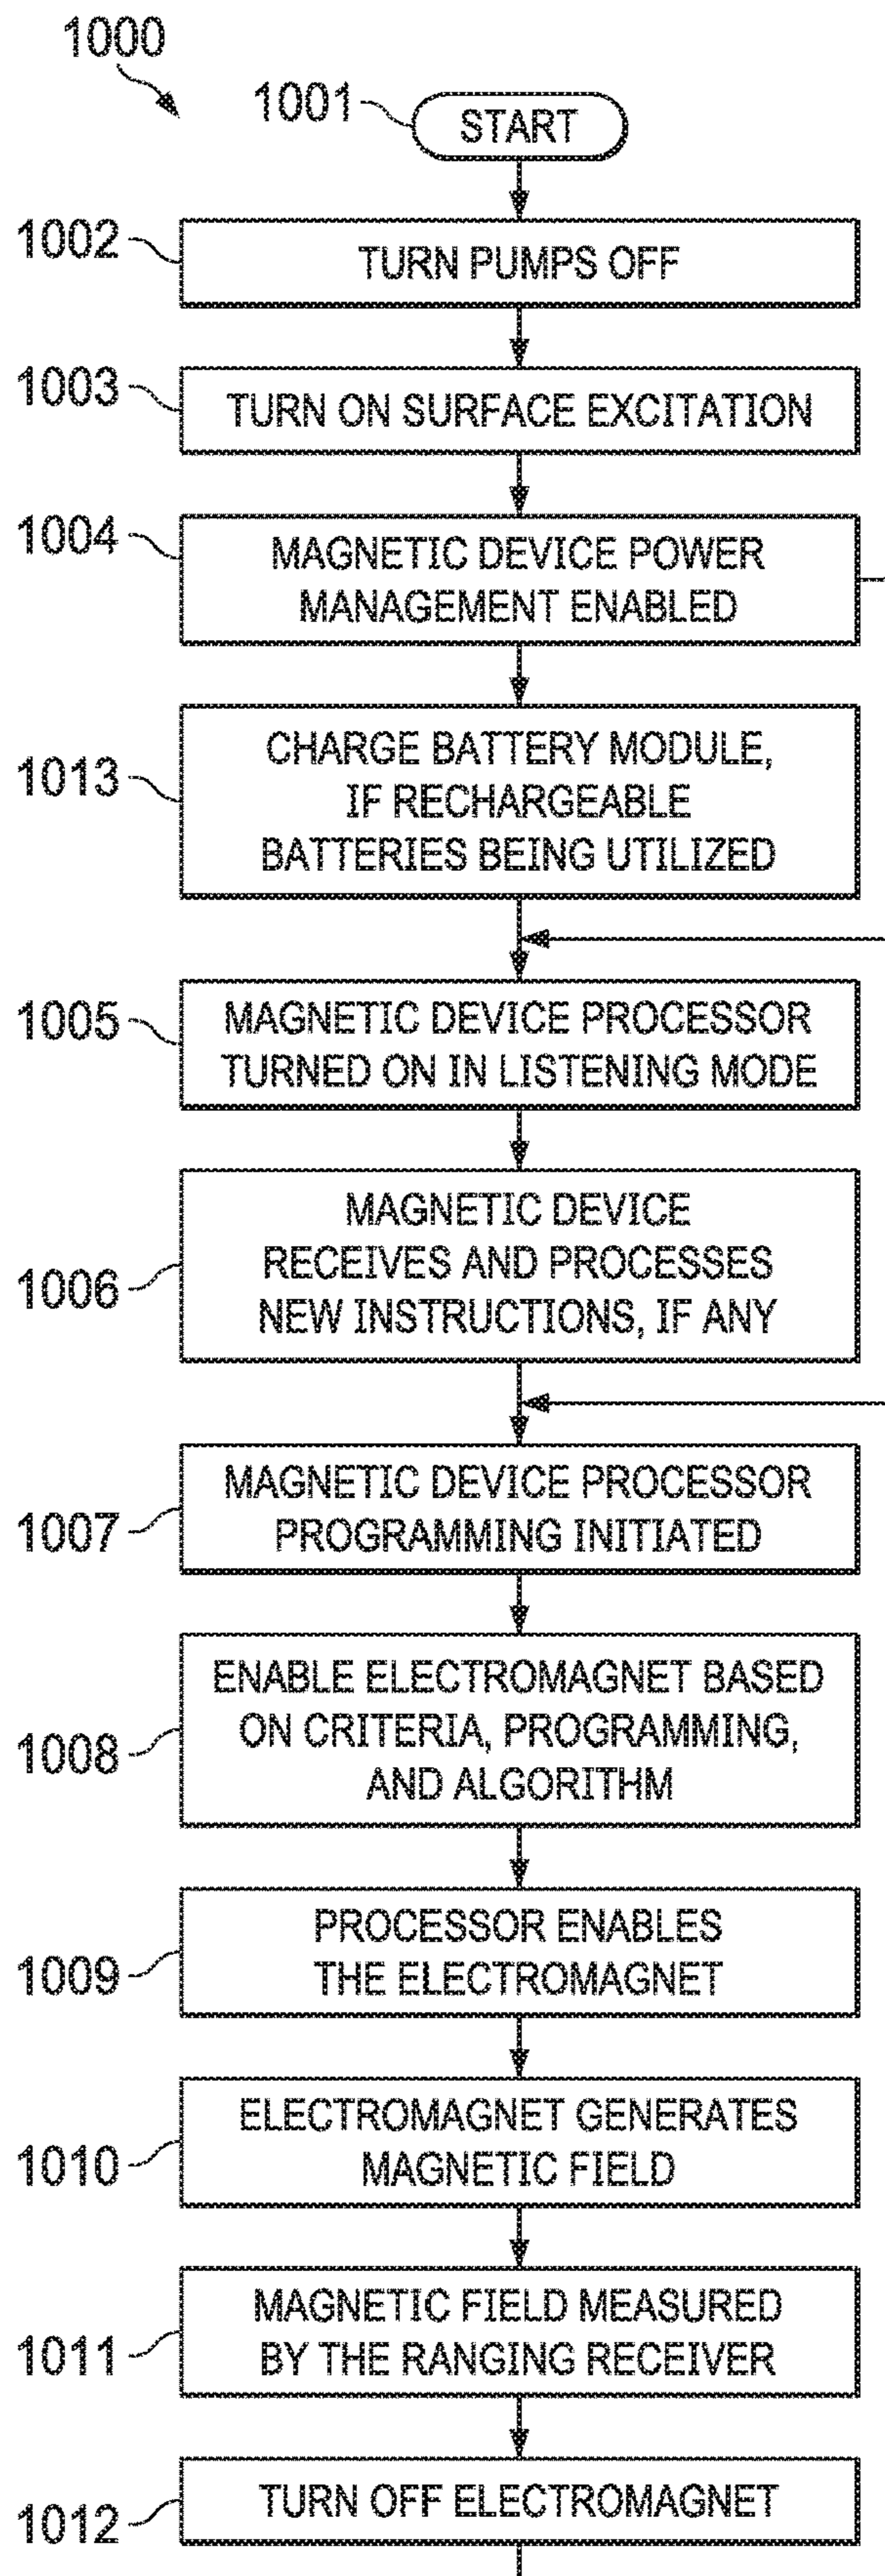 1000
1001
START
1002
TURN PUMPS OFF
1003
TURN ON SURFACE EXCITATION
1004
MAGNETIC DEVICE POWER
MANAGEMENT ENABLED
1013
CHARGE BATTERY MODULE,
IF RECHARGEABLE
BATTERIES BEING UTILIZED
1005
MAGNETIC DEVICE PROCESSOR
TURNED ON IN LISTENING MODE
1006
MAGNETIC DEVICE
RECEIVES AND PROCESSES
NEW INSTRUCTIONS, IF ANY
1007
MAGNETIC DEVICE PROCESSOR
PROGRAMMING INITIATED
1008
ENABLE ELECTROMAGNET BASED
ON CRITERIA, PROGRAMMING,
AND ALGORITHM
1009
PROCESSOR ENABLES
THE ELECTROMAGNET
1010
ELECTROMAGNET GENERATES
MAGNETIC FIELD
1011
MAGNETIC FIELD MEASURED
BY THE RANGING RECEIVER
1012
TURN OFF ELECTROMAGNET